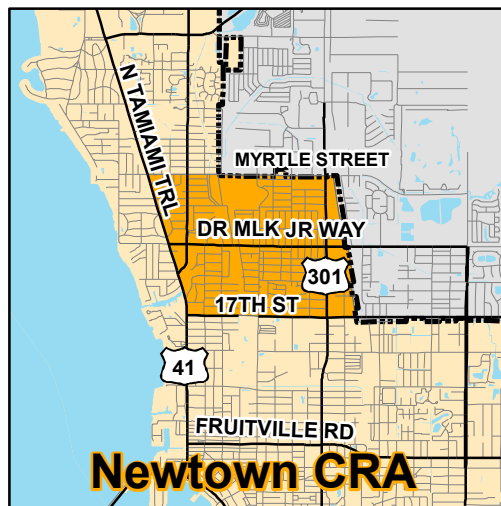 N TAMIAMI TRL
MYRTLE STREET
DR MLK JR WAY
301
17TH ST
41
FRUITVILLE RD
Newtown CRA